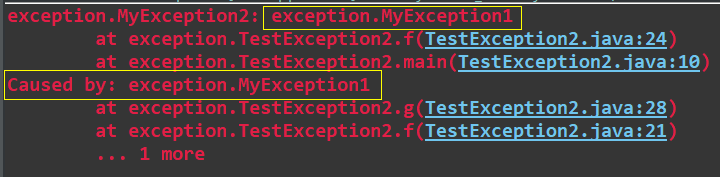 exception.MyException2: exception.MyException1
at exception.TestException2.f(TestException2.java:24)
at exception.TestException2.main(TestException2.java:10)
Caused by: exception.MyException1
at exception.TestException2.g(TestException2.java:28)
at exception.TestException2.f(TestException2.java:21)
... 1 more